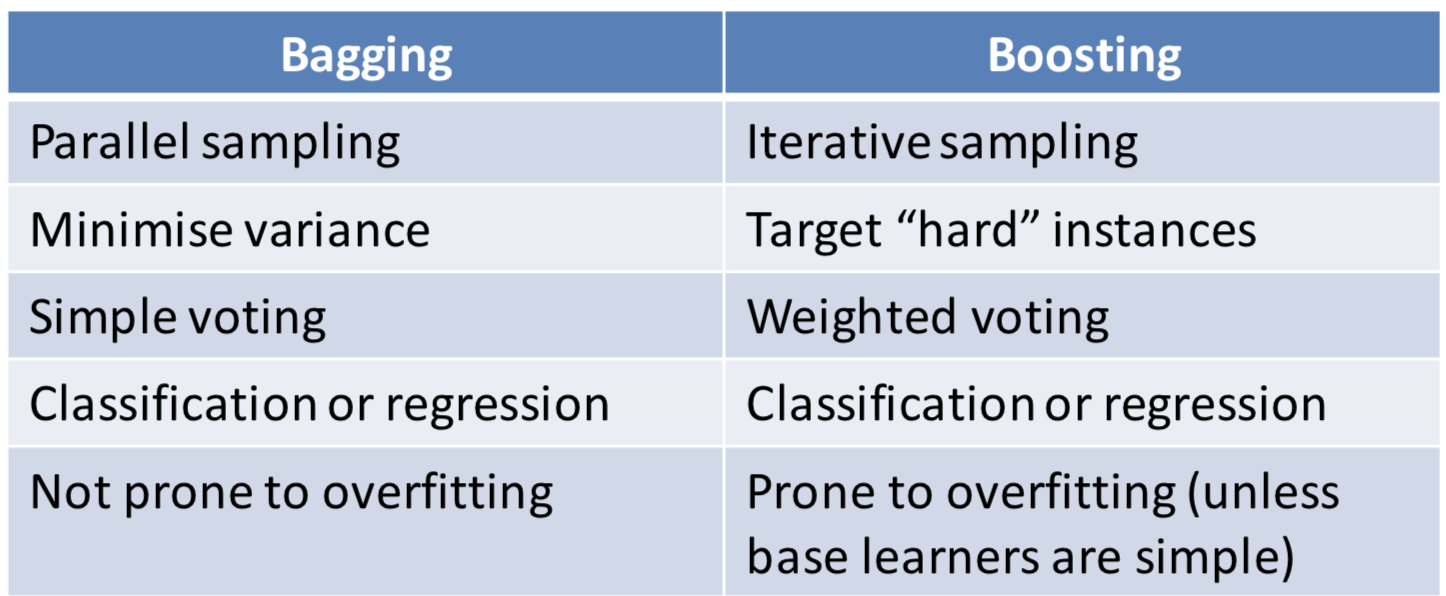 Bagging Boosting
Parallel sampling Iterative sampling
Minimise variance Target “hard” instances
Simple voting Weighted voting
Classification or regression Classification or regression
Not prone to overfitting Prone to overfitting (unless
base learners are simple)